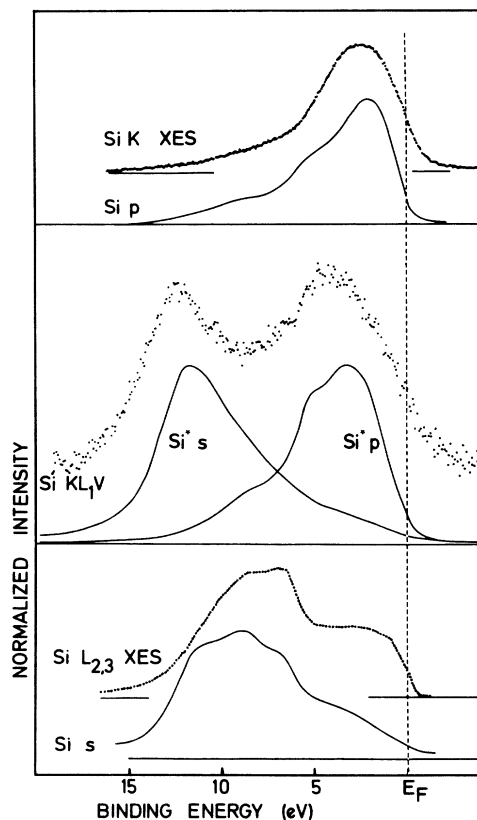 Si K XES
Si p
Si* s
Si* p
Si KL₁V
Si L₂,₃ XES
Si s
NORMALIZED INTENSITY
15 10 5 E_F
BINDING ENERGY (eV)